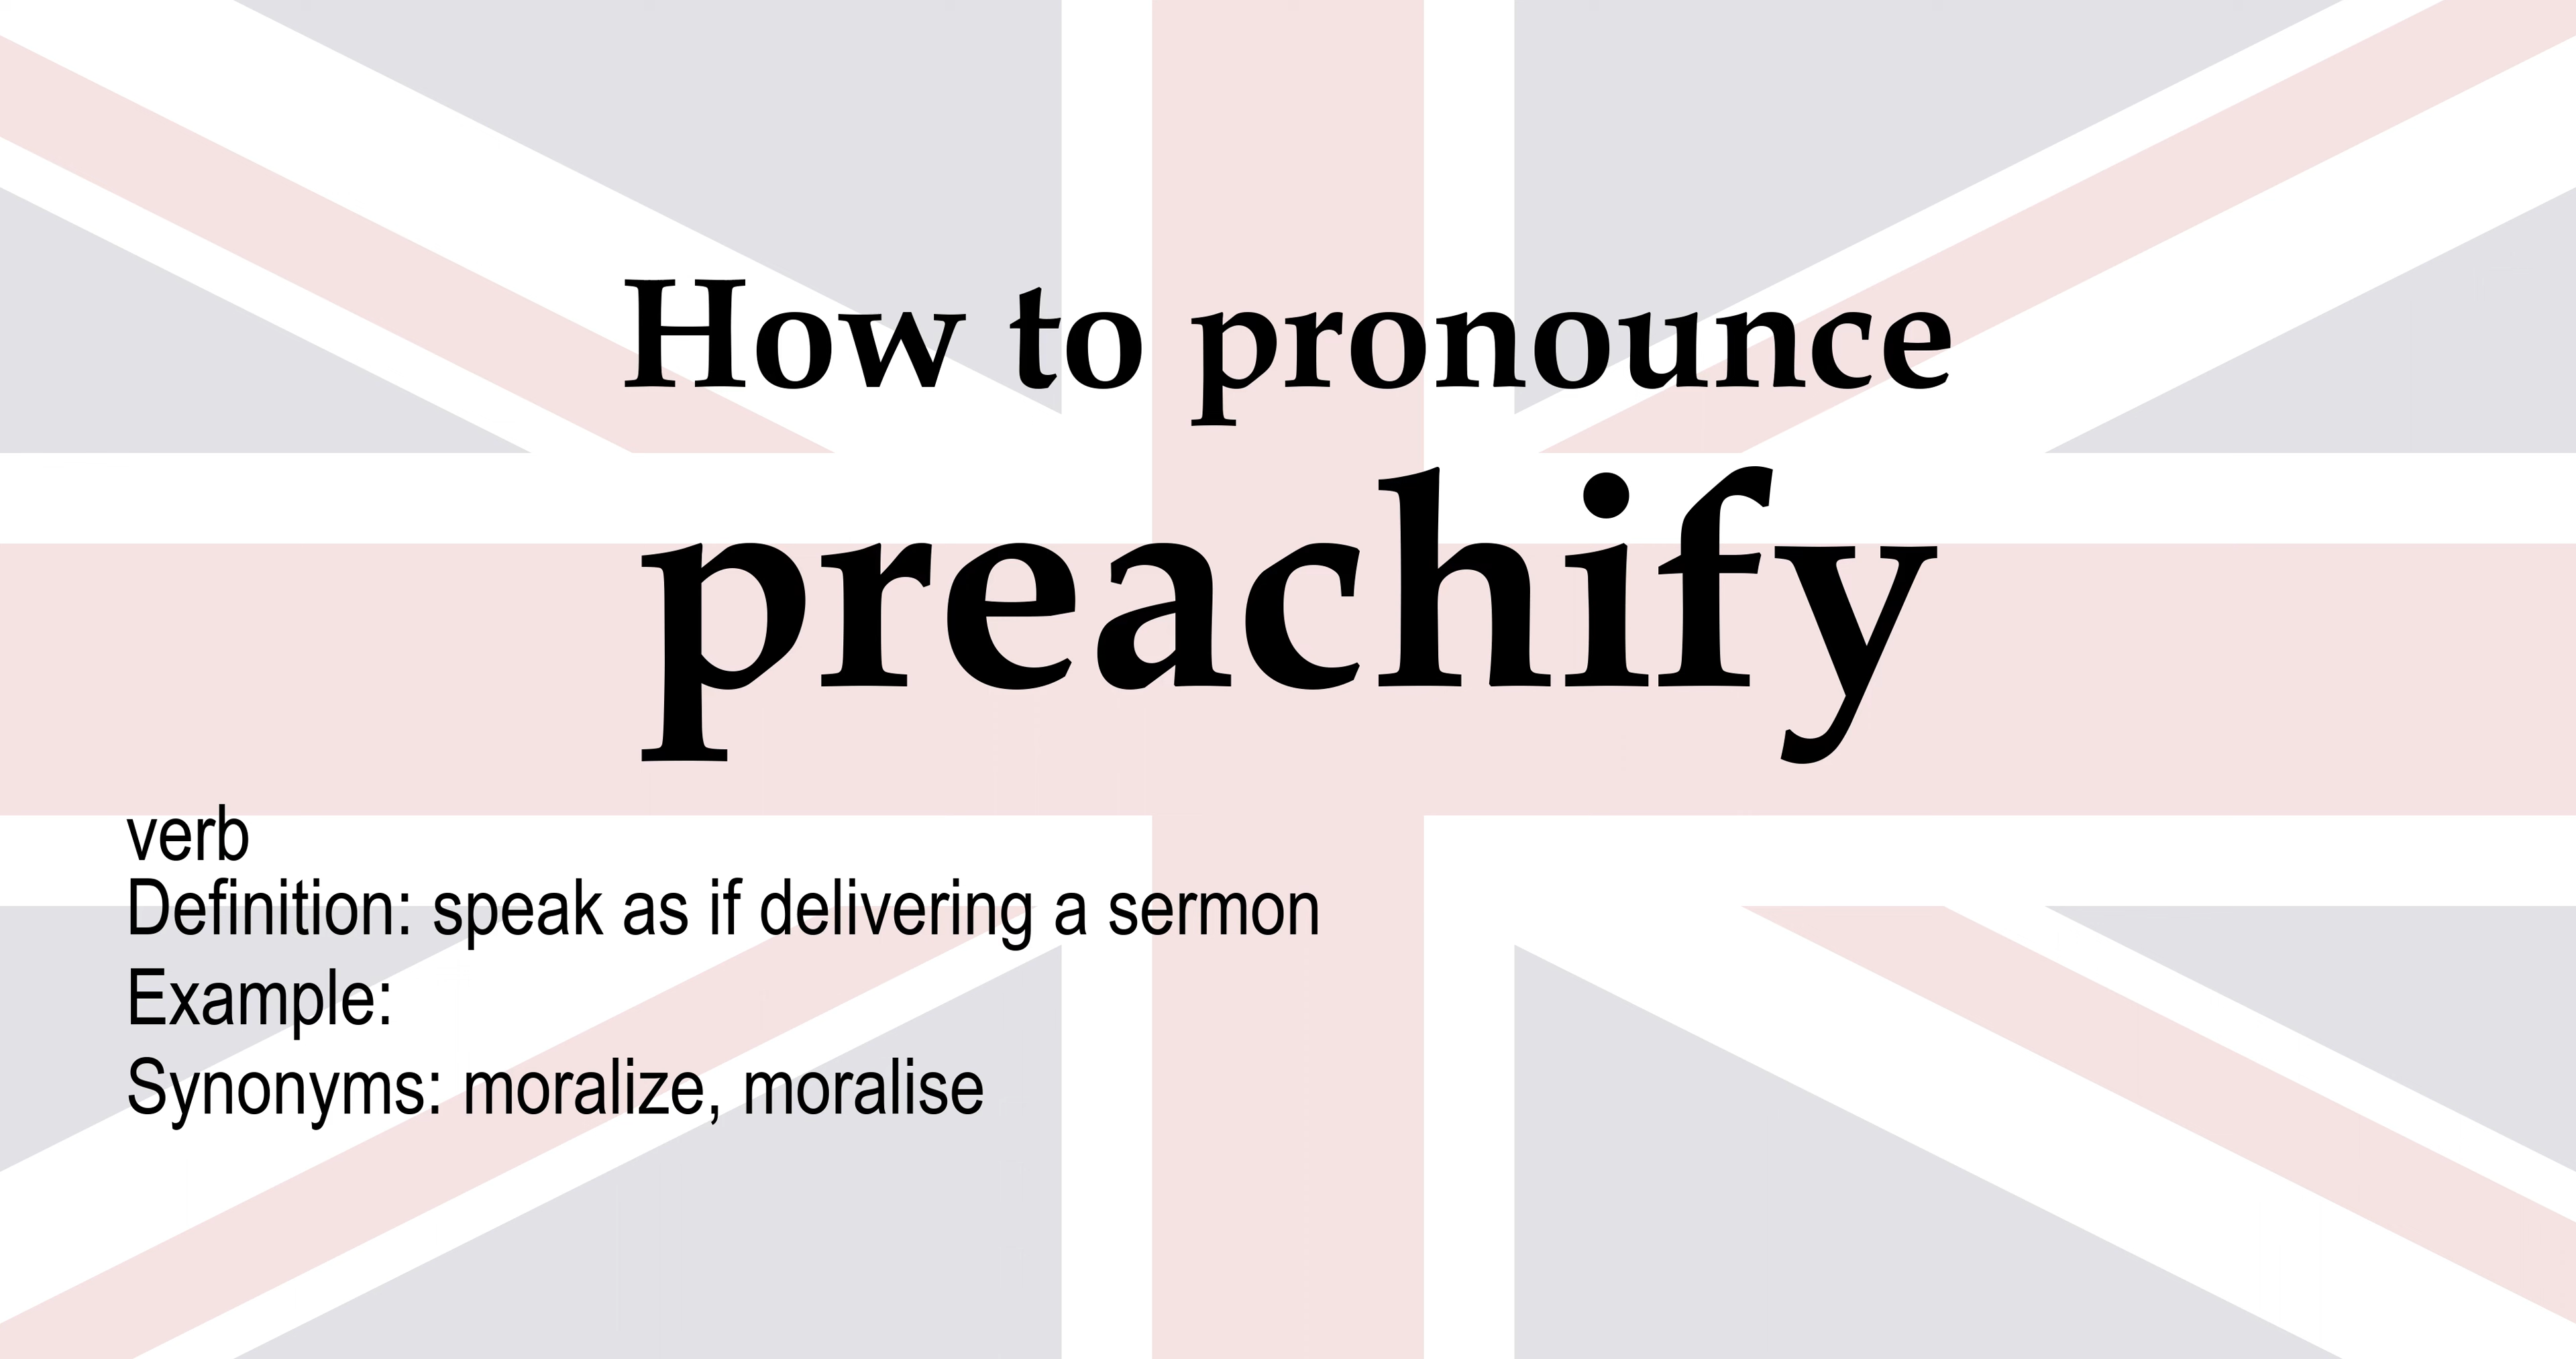 How to pronounce
preachify
verb
Definition: speak as if delivering a sermon
Example:
Synonyms: moralize, moralise